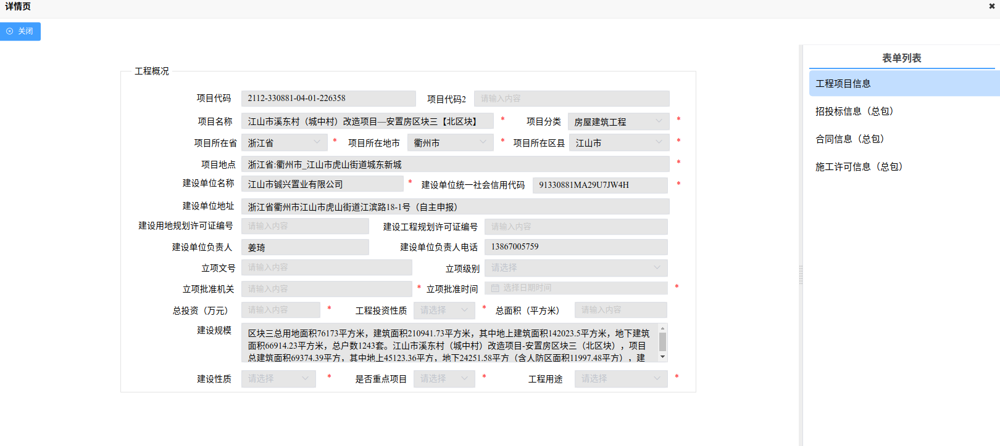 详情页
关闭
表单列表
工程项目信息
招投标信息（总包）
合同信息（总包）
施工许可信息（总包）
工程概况
项目代码 2112-330881-04-01-226358 项目代码2 请输入内容
项目名称 江山市溪东村（城中村）改造项目—安置房区块三【北区块】 * 项目分类 房屋建筑工程 *
项目所在省 浙江省 * 项目所在地市 衢州市 * 项目所在区县 江山市 *
项目地点 浙江省:衢州市_江山市虎山街道城东新城 *
建设单位名称 江山市铖兴置业有限公司 * 建设单位统一社会信用代码 91330881MA29U7JW4H *
建设单位地址 浙江省衢州市江山市虎山街道江滨路18-1号（自主申报）
建设用地规划许可证编号 请输入内容 建设工程规划许可证编号 请输入内容
建设单位负责人 姜琦 建设单位负责人电话 13867005759
立项文号 请输入内容 立项级别 请选择
立项批准机关 请输入内容 * 立项批准时间 选择日期时间 *
总投资（万元） 请输入内容 * 工程投资性质 请选择 * 总面积（平方米） 请输入内容
建设规模 区块三总用地面积76173平方米，建筑面积210941.73平方米，其中地上建筑面积142023.5平方米，地下建筑
面积66914.23平方米，总户数1243套。江山市溪东村（城中村）改造项目-安置房区块三（北区块），项目
总建筑面积69374.39平方，其中地上45123.36平方，地下24251.58平方（含人防区面积11997.48平方），建
建设性质 请选择 * 是否重点项目 请选择 * 工程用途 请选择 *